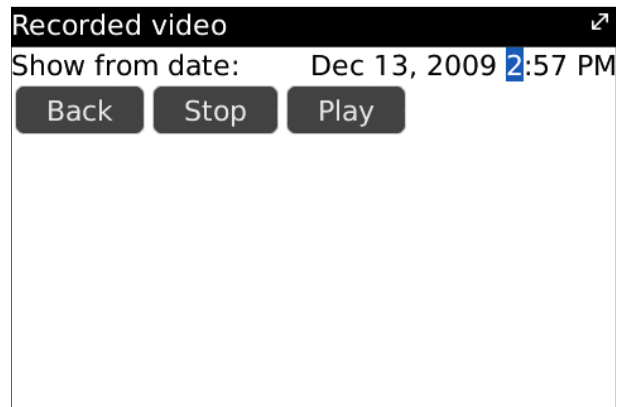 Recorded video
Show from date: Dec 13, 2009 2:57 PM
Back Stop Play